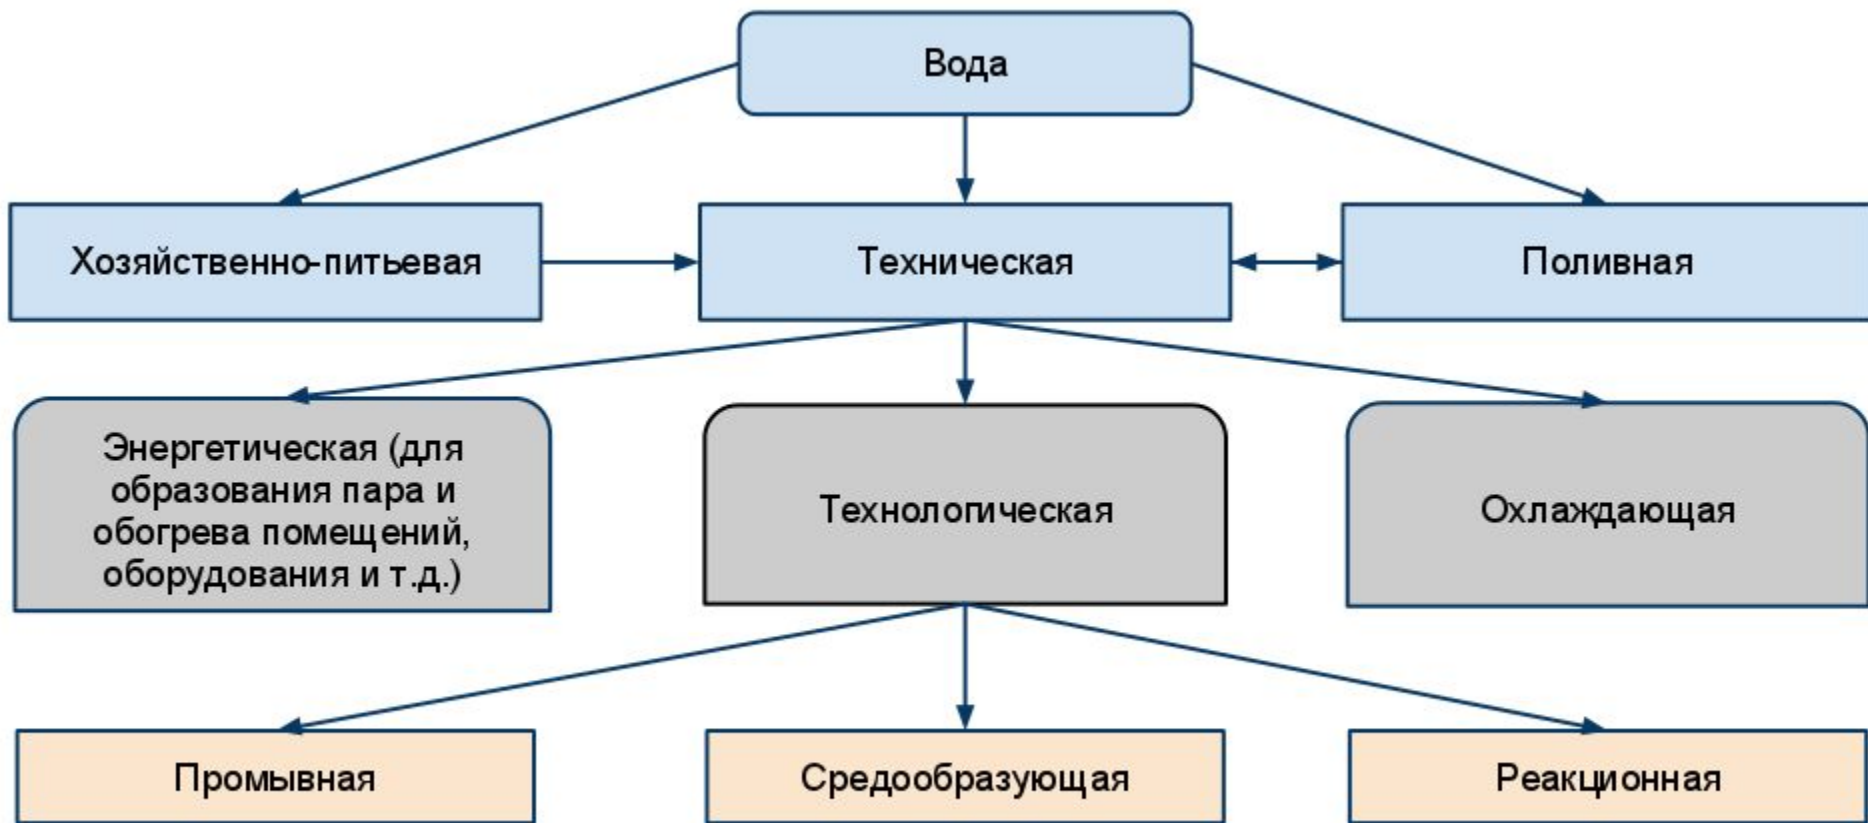 Вода
Хозяйственно-питьевая
Техническая
Поливная
Энергетическая (для
образования пара и
обогрева помещений,
оборудования и т.д.)
Технологическая
Охлаждающая
Промывная
Средообразующая
Реакционная